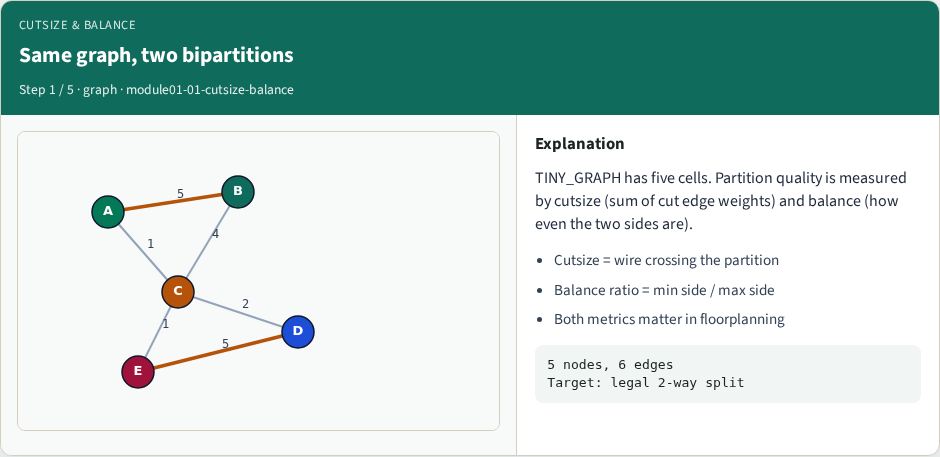 CUTSIZE & BALANCE
Same graph, two bipartitions
Step 1 / 5 · graph · module01-01-cutsize-balance
A
B
C
D
E
5
1
4
2
1
5
Explanation
TINY_GRAPH has five cells. Partition quality is measured
by cutsize (sum of cut edge weights) and balance (how
even the two sides are).
• Cutsize = wire crossing the partition
• Balance ratio = min side / max side
• Both metrics matter in floorplanning
5 nodes, 6 edges
Target: legal 2-way split